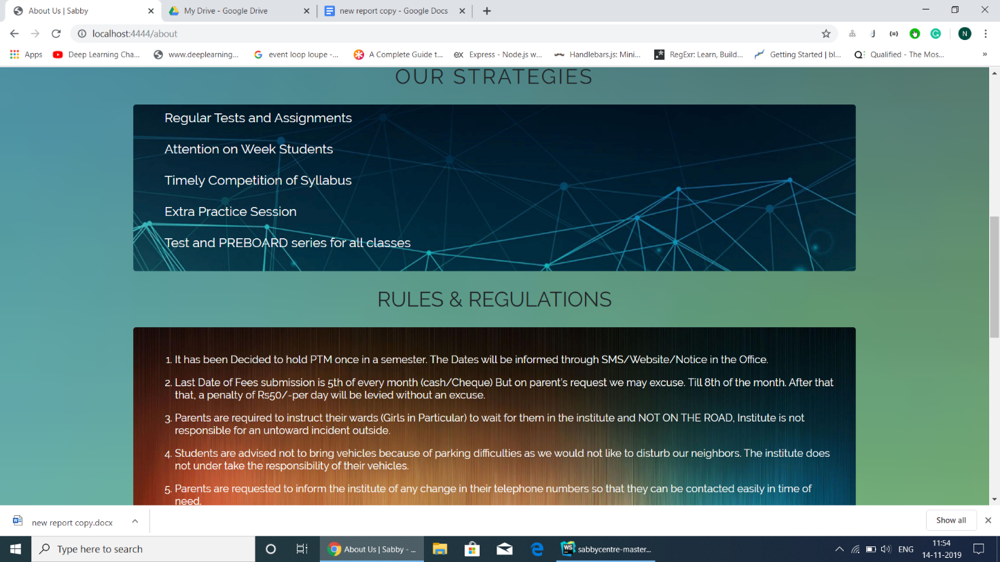 About Us | Sabby
My Drive - Google Drive
new report copy - Google Docs
localhost:4444/about
N
Apps
Deep Learning Cha...
www.deeplearning...
event loop loupe -...
A Complete Guide t...
ex Express - Node.js w...
Handlebars.js: Mini...
RegExr: Learn, Build...
Getting Started | bl...
Qualified - The Mos...
»
OUR STRATEGIES
Regular Tests and Assignments
Attention on Week Students
Timely Competition of Syllabus
Extra Practice Session
Test and PREBOARD series for all classes
RULES & REGULATIONS
1. It has been Decided to hold PTM once in a semester. The Dates will be informed through SMS/Website/Notice in the Office.
2. Last Date of Fees submission is 5th of every month (cash/Cheque) But on parent's request we may excuse. Till 8th of the month. After that
that, a penalty of Rs50/-per day will be levied without an excuse.
3. Parents are required to instruct their wards (Girls in Particular) to wait for them in the institute and NOT ON THE ROAD, Institute is not
responsible for an untoward incident outside.
4. Students are advised not to bring vehicles because of parking difficulties as we would not like to disturb our neighbors. The institute does
not under take the responsibility of their vehicles.
5. Parents are requested to inform the institute of any change in their telephone numbers so that they can be contacted easily in time of
need.
new report copy.docx
Show all
Type here to search
About Us | Sabby - ...
WS sabbycentre-master...
ENG
11:54
14-11-2019